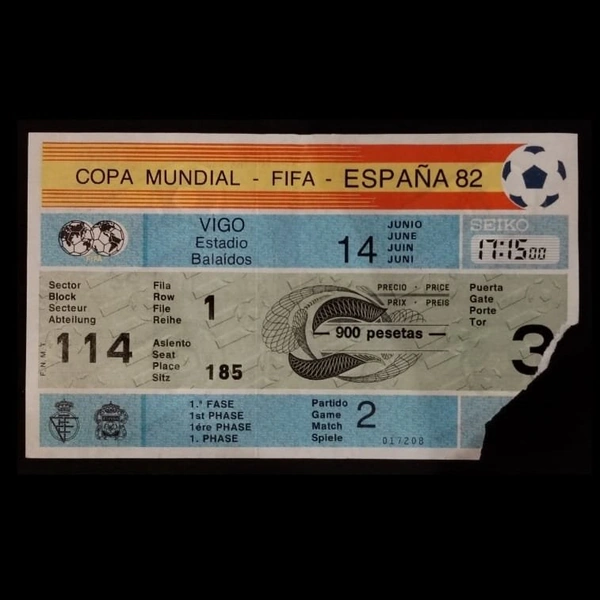 COPA MUNDIAL - FIFA - ESPAÑA 82
VIGO
Estadio
Balaidos
14
JUNIO
JUNE
JUIN
JUNI
SEIKO
17:15 00
Sector
Block
Secteur
Abteilung
114
Fila
Row
File
Reihe
1
Asiento
Seat
Place
Sitz
185
PRECIO - PRICE
PRIX - PREIS
900 pesetas
Puerta
Gate
Porte
Tor
3
F.N.M.T.
1.ª FASE
1st PHASE
1ére PHASE
1. PHASE
Partido
Game
Match
Spiele
2
017208